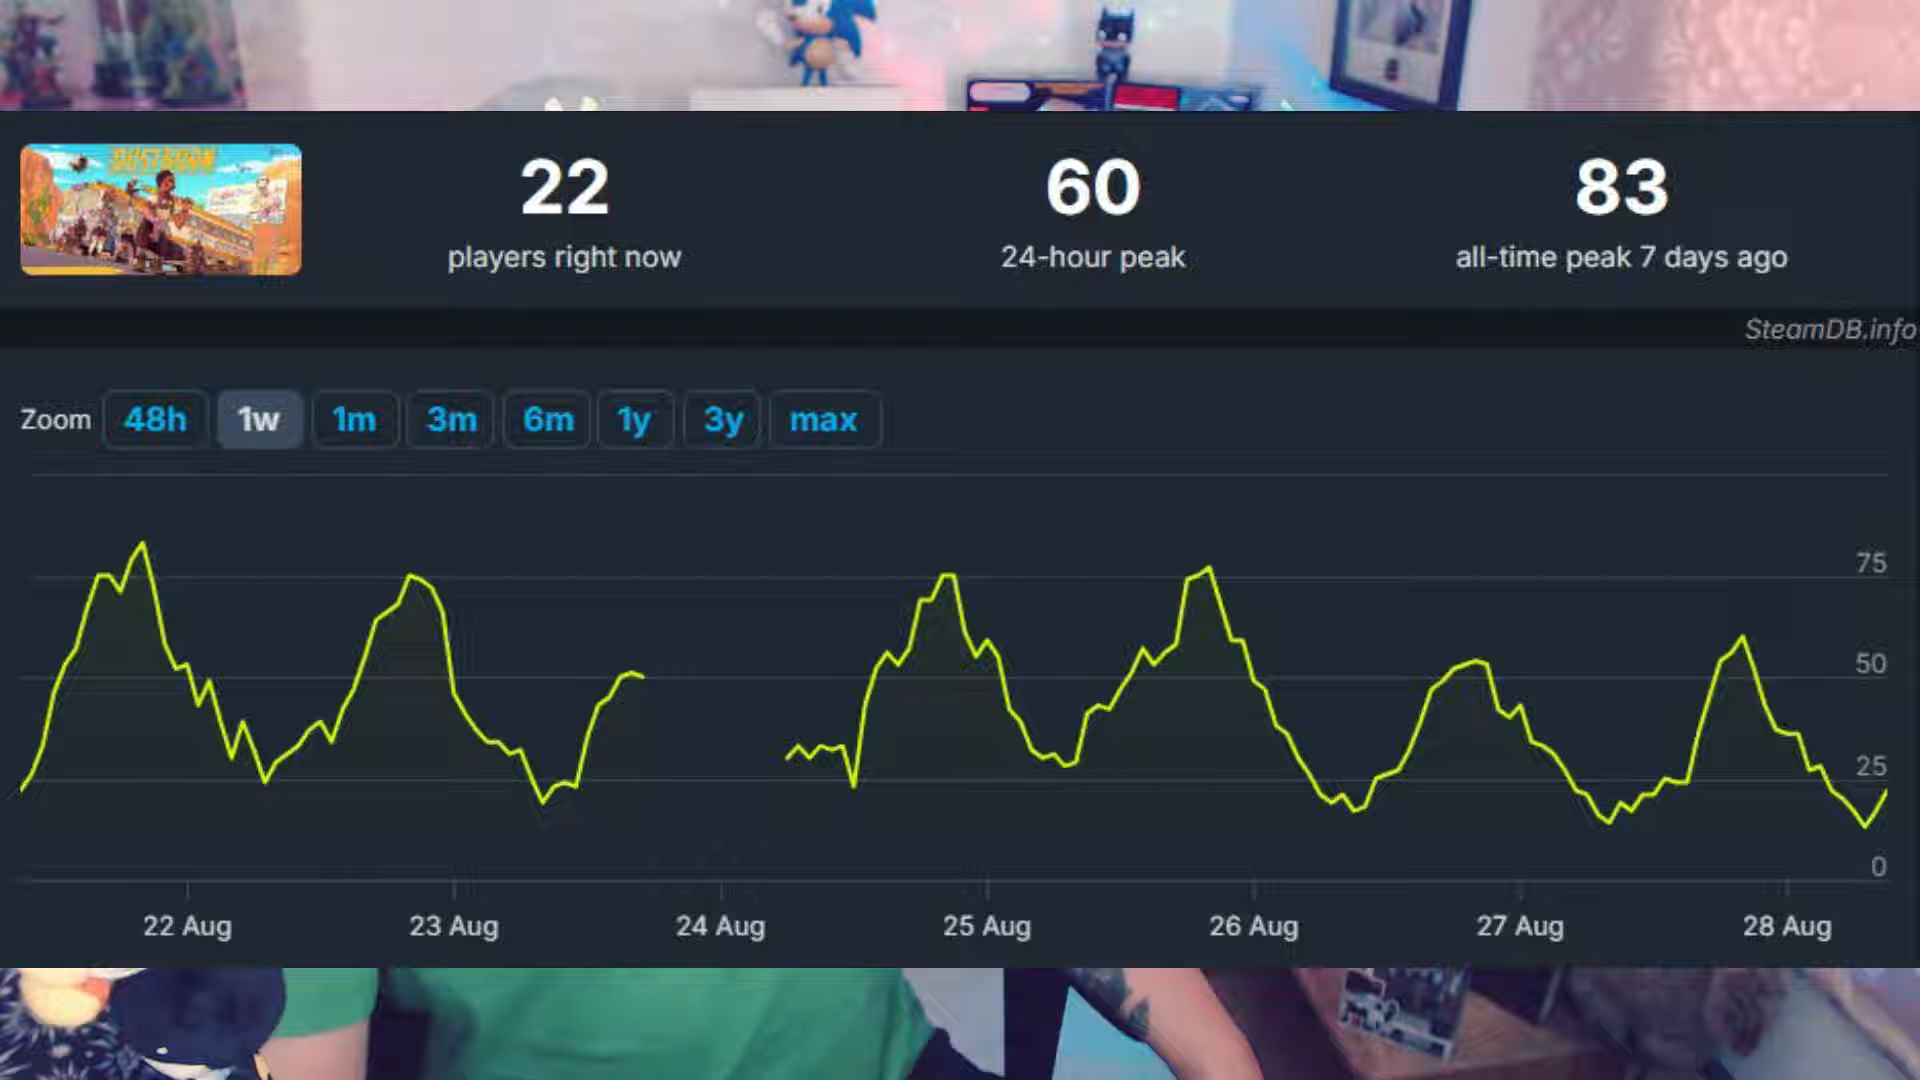 DUSTBORN
22
60
83
players right now
24-hour peak
all-time peak 7 days ago
SteamDB.info
Zoom 48h 1w 1m 3m 6m 1y 3y max
75
50
25
0
22 Aug 23 Aug 24 Aug 25 Aug 26 Aug 27 Aug 28 Aug